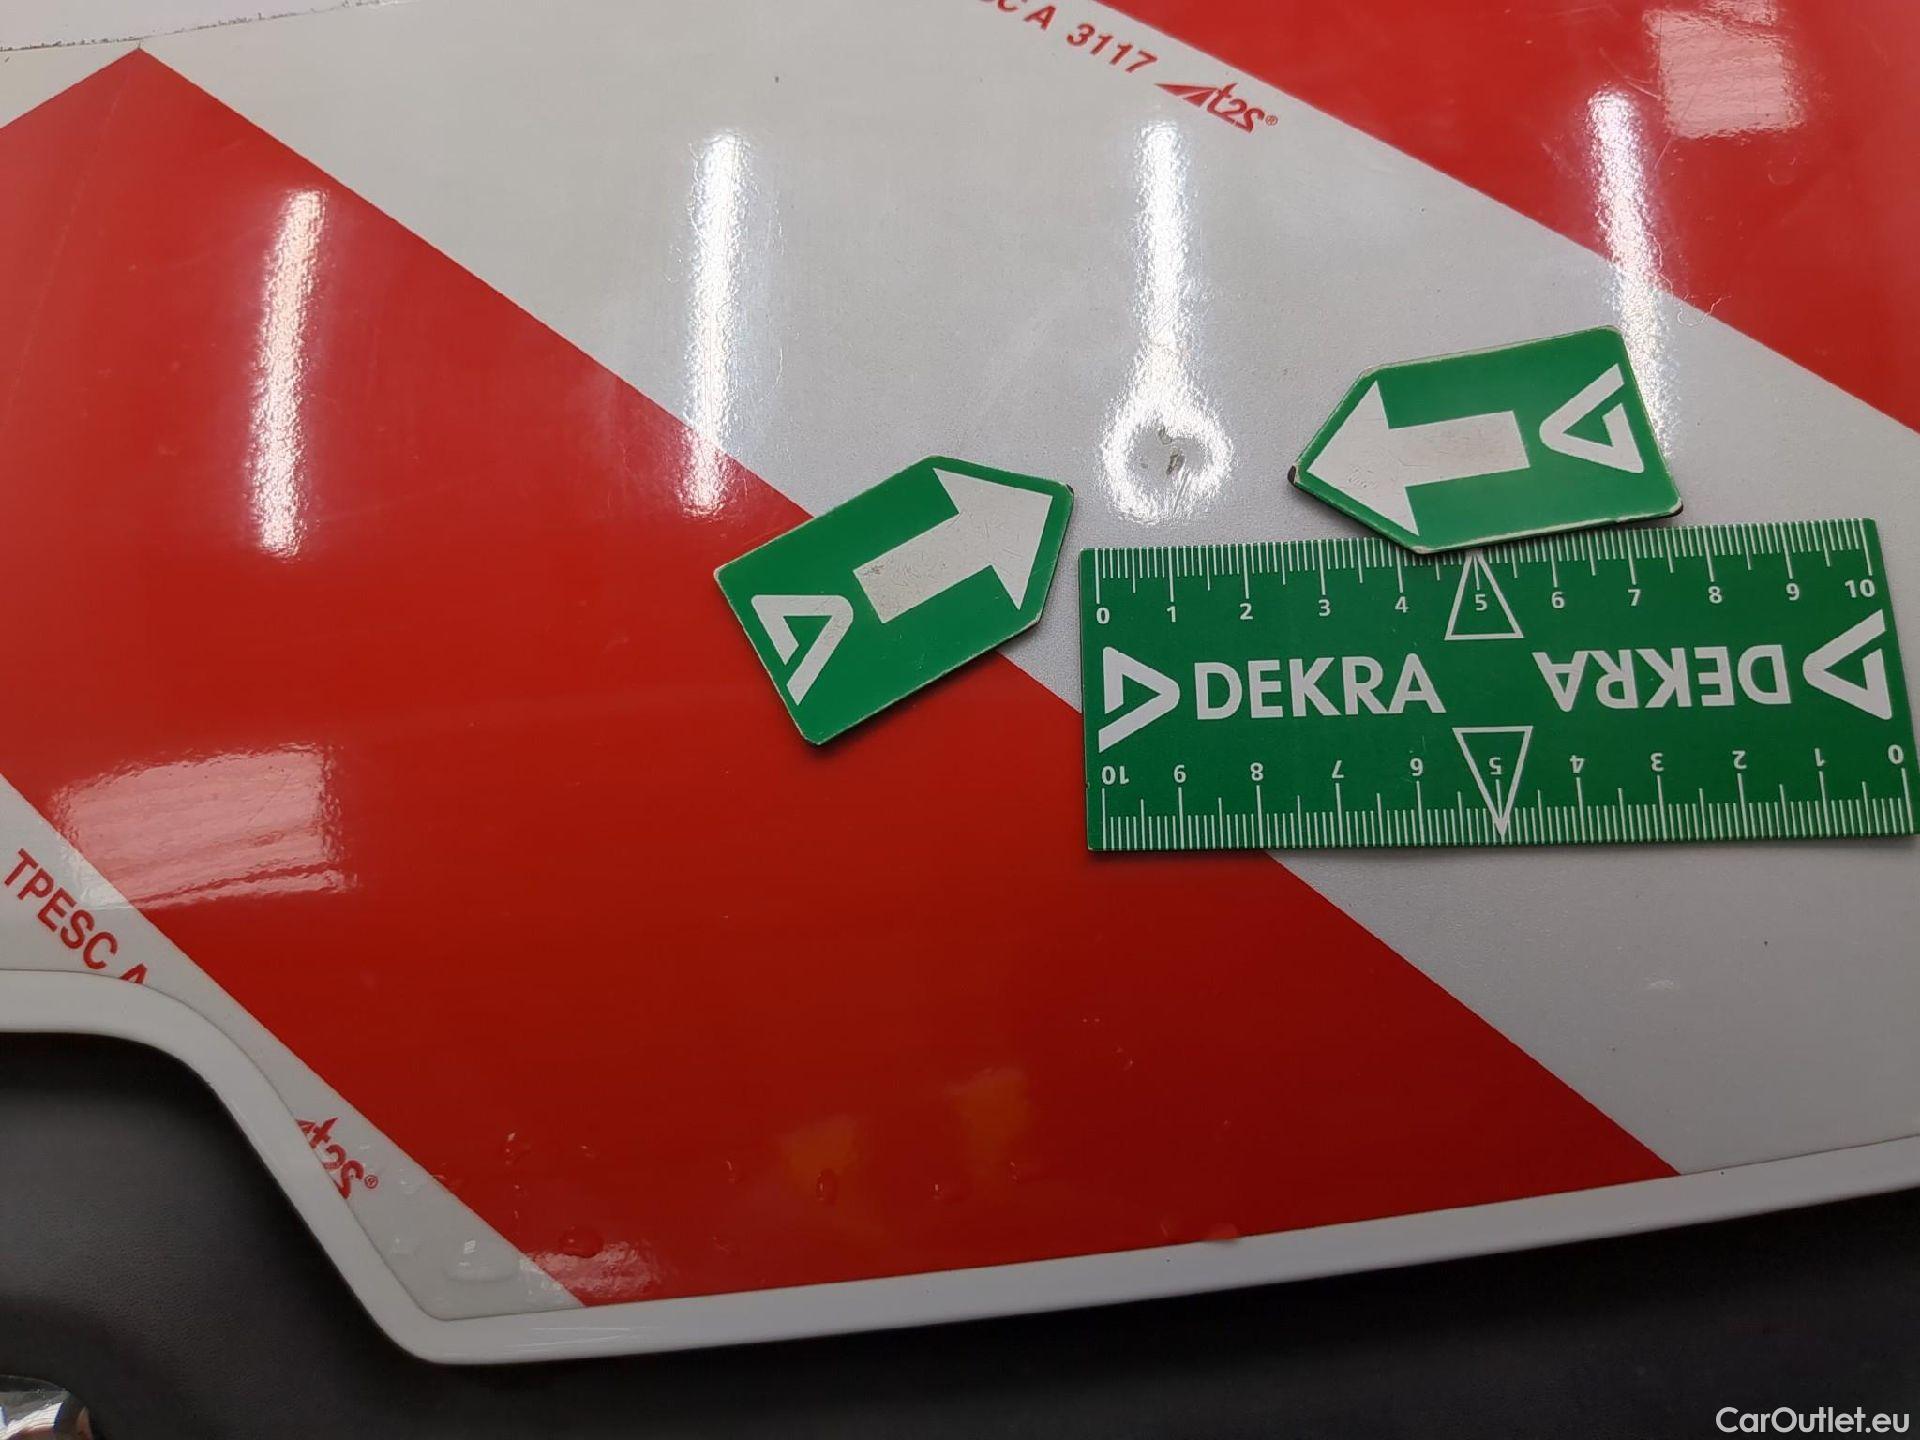 C A 3117 t2s®
0 1 2 3 4 5 6 7 8 9 10
DEKRA DEKRA
10 9 8 7 6 5 4 3 2 1 0
TPESC A
t2s®
CarOutlet.eu